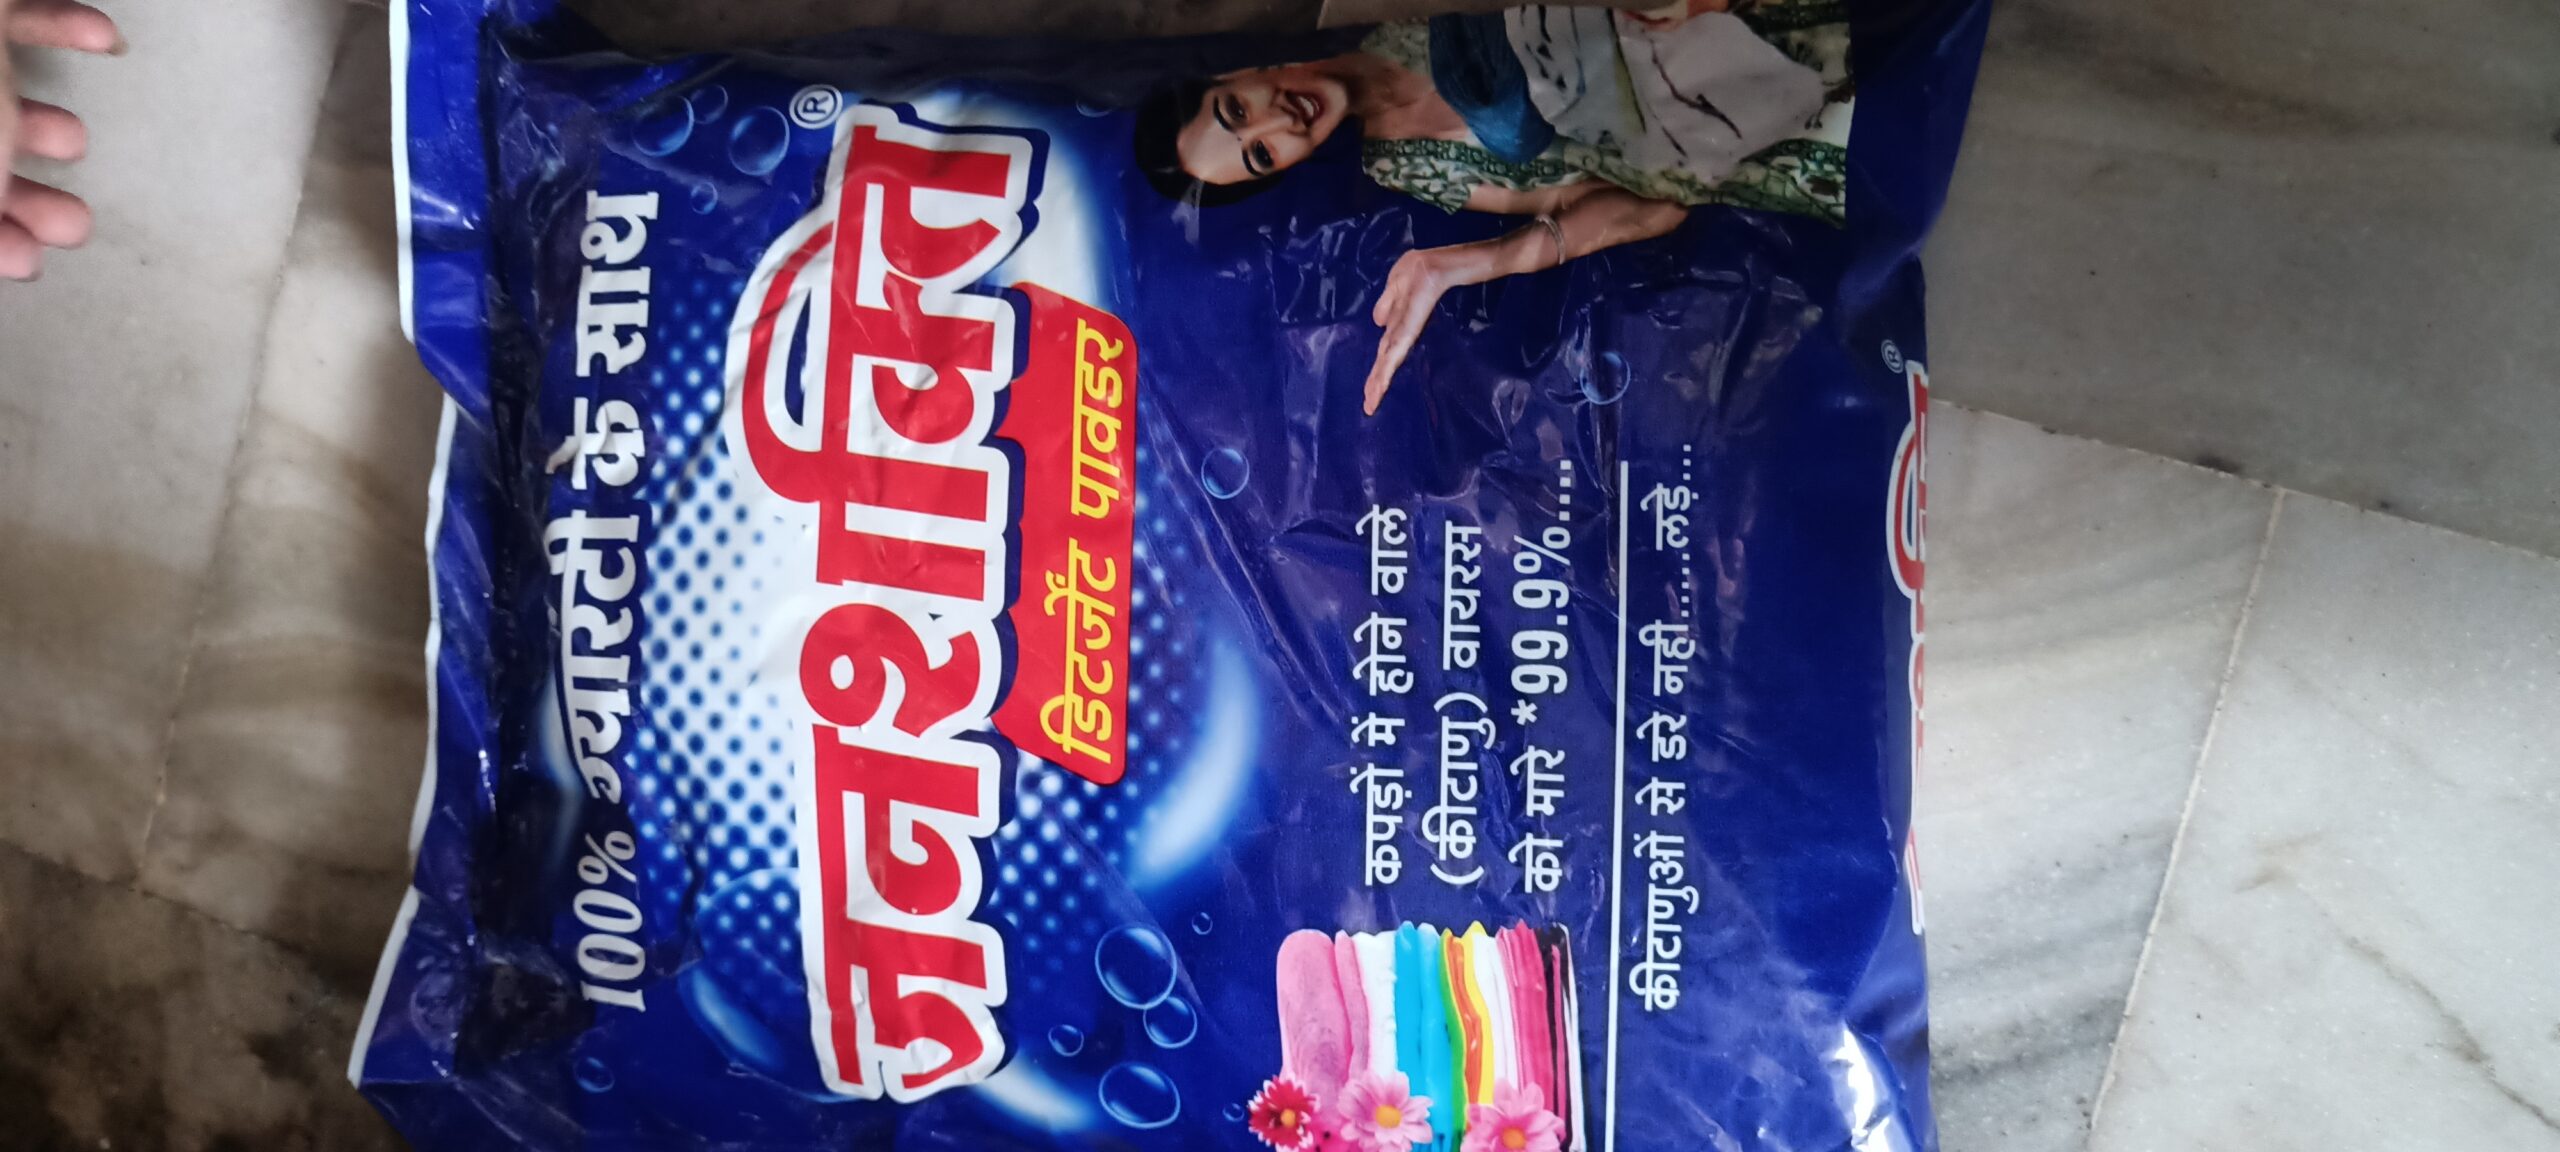 100% ग्यारंटी के साथ
जनशक्ति®
डिटर्जेंट पावडर
कपड़ों में होने वाले
(कीटाणु) वायरस
को मारे *99.9%....
कीटाणुओं से डरे नही......लड़े...